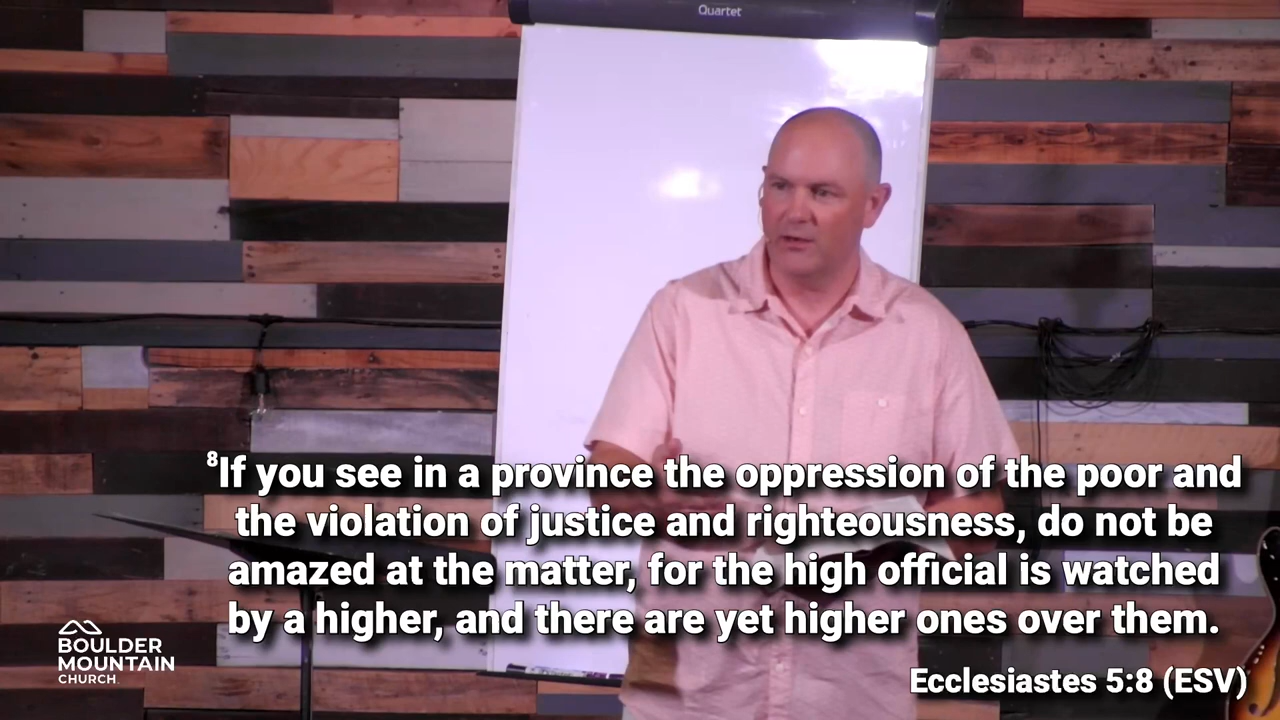 Quartet
⁸If you see in a province the oppression of the poor and
the violation of justice and righteousness, do not be
amazed at the matter, for the high official is watched
by a higher, and there are yet higher ones over them.
Ecclesiastes 5:8 (ESV)
BOULDER
MOUNTAIN
CHURCH.